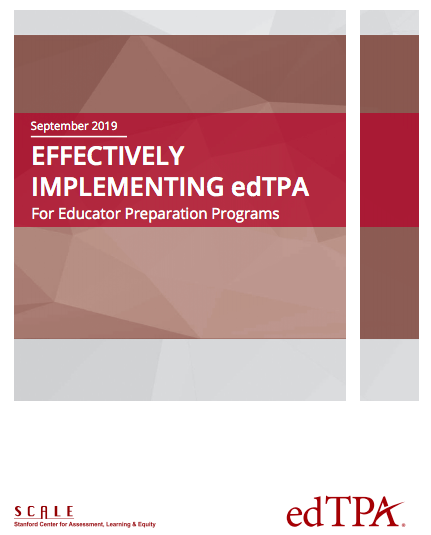 September 2019
EFFECTIVELY
IMPLEMENTING edTPA
For Educator Preparation Programs
SCALE
Stanford Center for Assessment, Learning & Equity
edTPA®